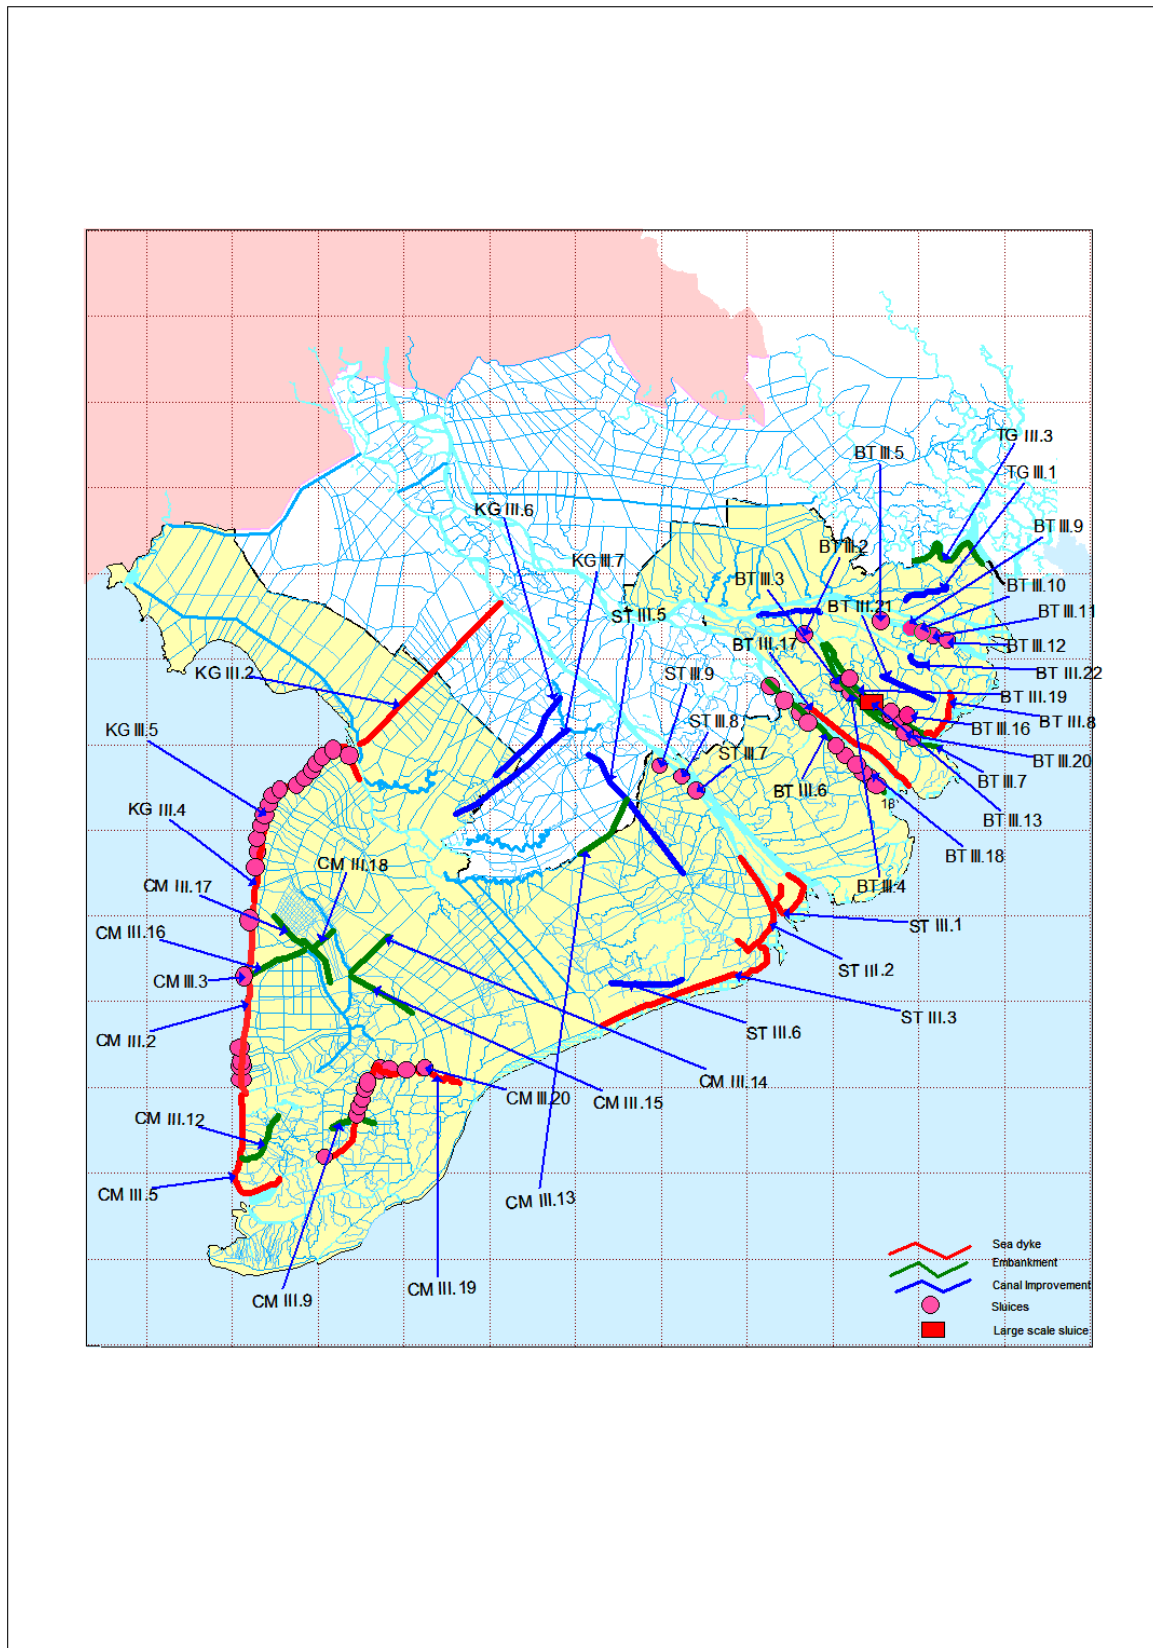 TG III.3
BT III.5
TG III.1
KG III.6
BT III.9
BT III.2
KG III.7
BT III.3
BT III.10
BT III.21
BT III.11
ST III.5
BT III.12
BT III.17
KG III.2
ST III.9
BT III.22
BT III.19
ST III.8
BT III.8
BT III.16
KG III.5
ST III.7
BT III.20
BT III.7
BT III.6
1B
KG III.4
BT III.13
BT III.18
CM III.18
CM III.17
BT III.4
ST III.1
CM III.16
ST III.2
CM III.3
ST III.3
CM III.2
ST III.6
CM III.14
CM III.20
CM III.15
CM III.12
CM III.5
CM III.13
CM III.19
CM III.9
Sea dyke
Embankment
Canal Improvement
Sluices
Large scale sluice